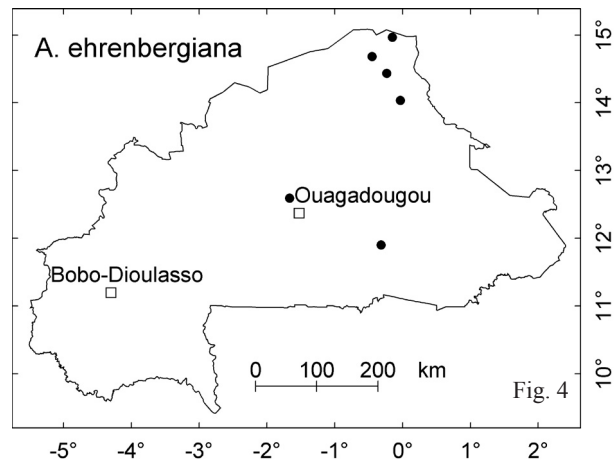 A. ehrenbergiana
15°
14°
13°
Ouagadougou
12°
Bobo-Dioulasso
11°
0 100 200 km
10°
Fig. 4
-5° -4° -3° -2° -1° 0° 1° 2°